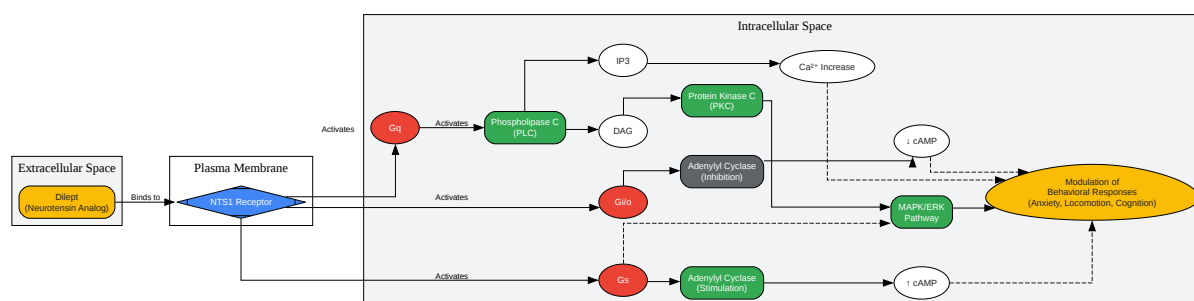 Intracellular Space
IP3
Ca²⁺ Increase
Activates
Gq
Activates
Phospholipase C
(PLC)
DAG
Protein Kinase C
(PKC)
↓ cAMP
Extracellular Space
Dilept
(Neurotensin Analog)
Binds to
Plasma Membrane
NTS1 Receptor
Activates
Gi/o
Adenylyl Cyclase
(Inhibition)
MAPK/ERK
Pathway
Modulation of
Behavioral Responses
(Anxiety, Locomotion, Cognition)
Activates
Gs
Adenylyl Cyclase
(Stimulation)
↑ cAMP